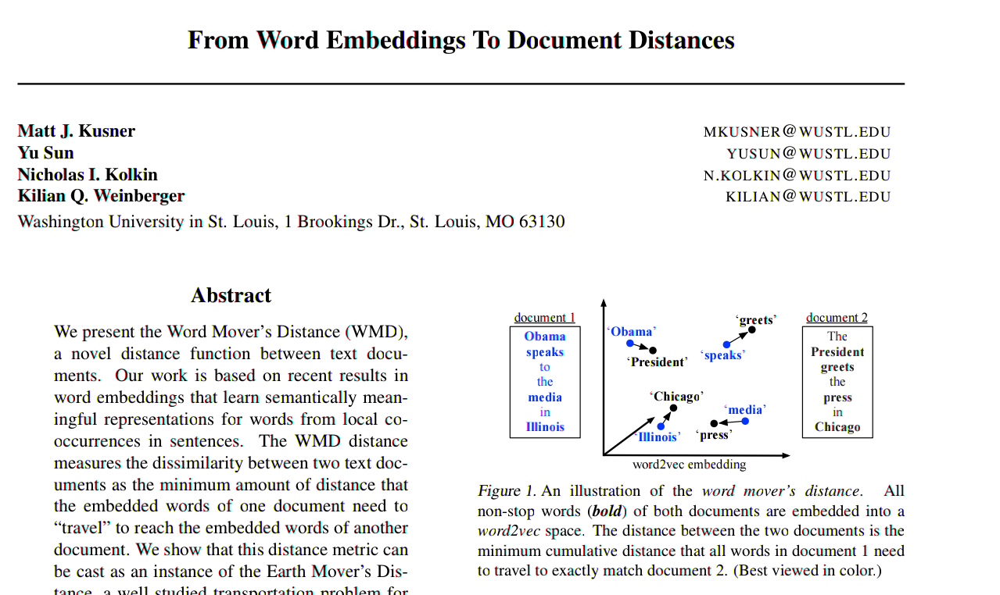 From Word Embeddings To Document Distances
Matt J. Kusner MKUSNER@WUSTL.EDU
Yu Sun YUSUN@WUSTL.EDU
Nicholas I. Kolkin N.KOLKIN@WUSTL.EDU
Kilian Q. Weinberger KILIAN@WUSTL.EDU
Washington University in St. Louis, 1 Brookings Dr., St. Louis, MO 63130
Abstract
We present the Word Mover's Distance (WMD),
a novel distance function between text docu-
ments. Our work is based on recent results in
word embeddings that learn semantically mean-
ingful representations for words from local co-
occurrences in sentences. The WMD distance
measures the dissimilarity between two text doc-
uments as the minimum amount of distance that
the embedded words of one document need to
“travel” to reach the embedded words of another
document. We show that this distance metric can
be cast as an instance of the Earth Mover's Dis-
tance, a well studied transportation problem for
document 1
Obama
speaks
to
the
media
in
Illinois
‘Obama’
‘President’
‘greets’
‘speaks’
‘Chicago’
‘Illinois’
‘media’
‘press’
word2vec embedding
document 2
The
President
greets
the
press
in
Chicago
Figure 1. An illustration of the word mover's distance. All
non-stop words (bold) of both documents are embedded into a
word2vec space. The distance between the two documents is the
minimum cumulative distance that all words in document 1 need
to travel to exactly match document 2. (Best viewed in color.)